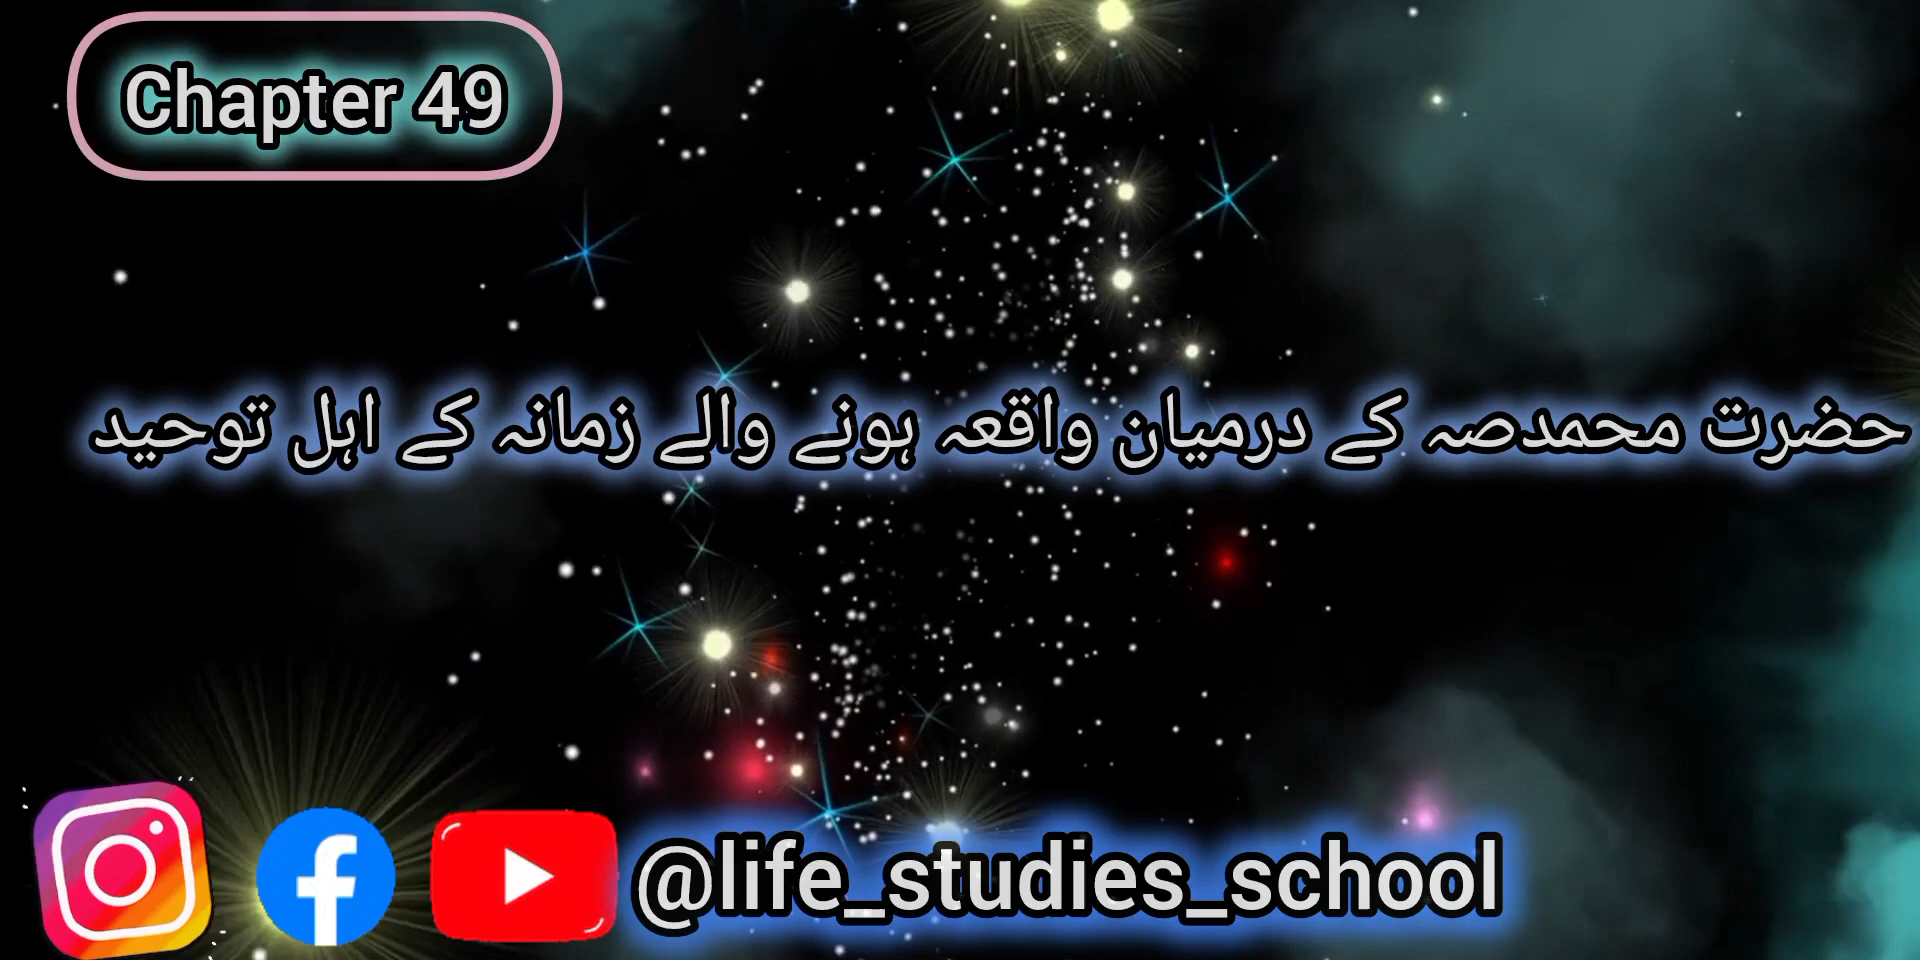 Chapter 49
حضرت محمدصہ کے درمیان واقعہ ہونے والے زمانہ کے اہل توحید
@life_studies_school